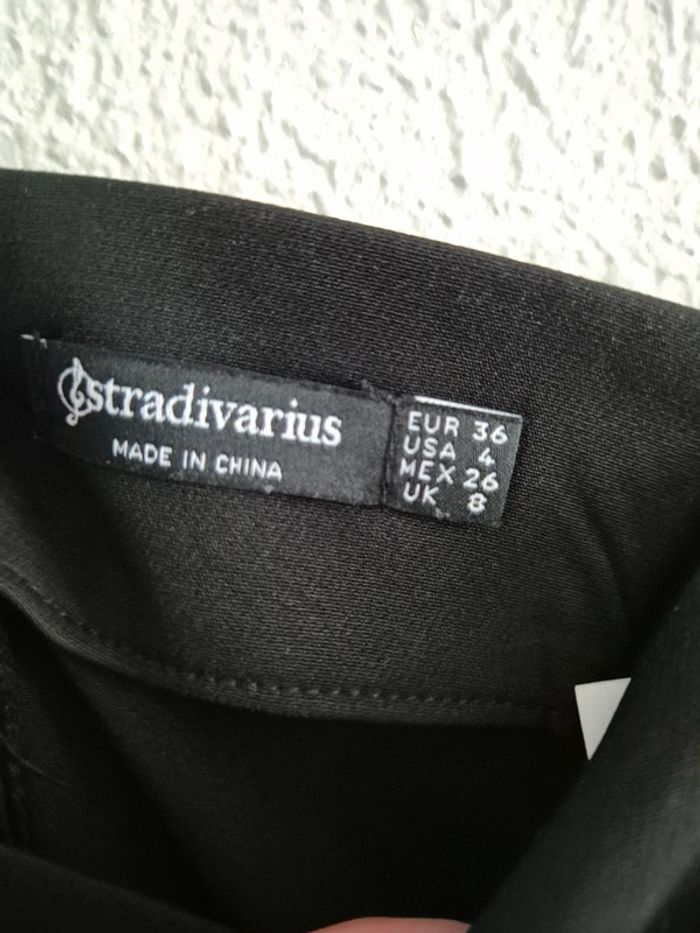 stradivarius
MADE IN CHINA
EUR 36
USA 4
MEX 26
UK 8